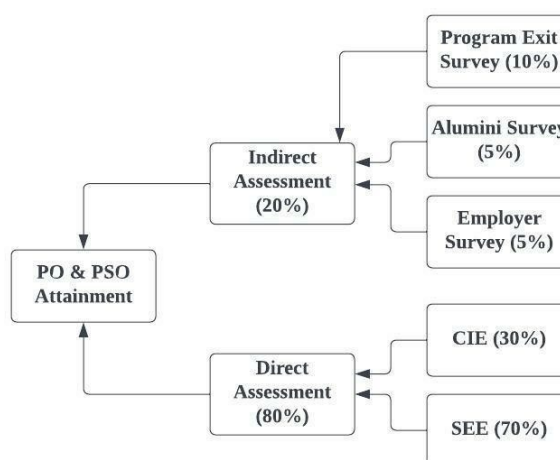 Program Exit
Survey (10%)
Alumini Survey
(5%)
Indirect
Assessment
(20%)
Employer
Survey (5%)
PO & PSO
Attainment
CIE (30%)
Direct
Assessment
(80%)
SEE (70%)